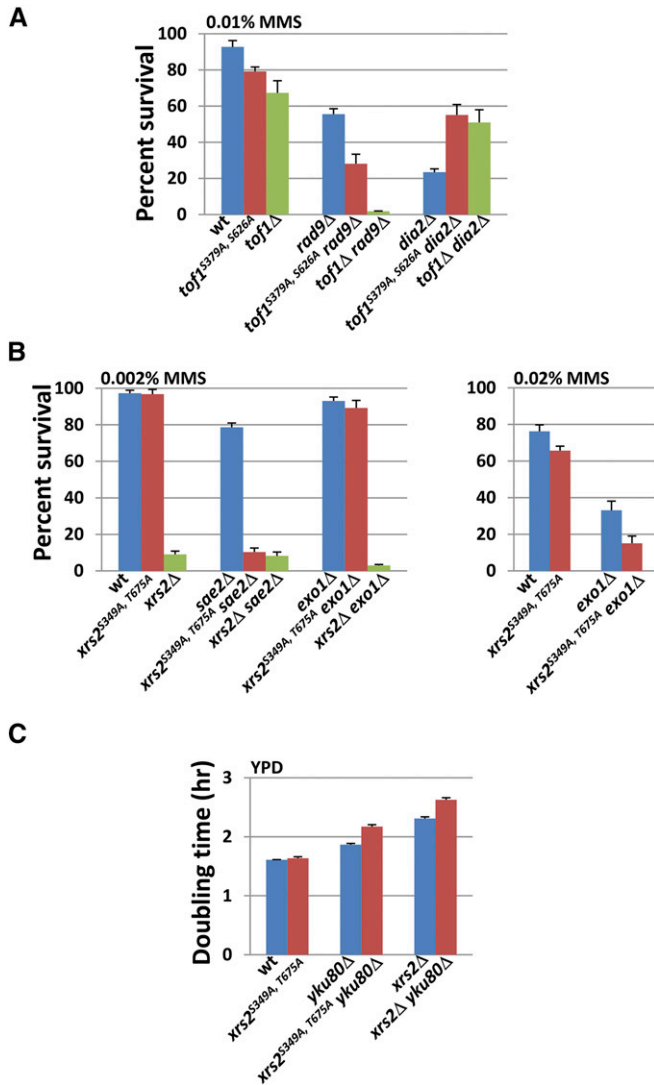 A
0.01% MMS
Percent survival
100
80
60
40
20
0
wt
tof1S379A, S626A
tof1Δ
rad9Δ
tof1S379A, S626A rad9Δ
tof1Δ rad9Δ
dia2Δ
tof1S379A, S626A dia2Δ
tof1Δ dia2Δ
B
0.002% MMS
Percent survival
100
80
60
40
20
0
wt
xrs2S349A, T675A
xrs2Δ
sae2Δ
xrs2S349A, T675A sae2Δ
xrs2Δ sae2Δ
exo1Δ
xrs2S349A, T675A exo1Δ
xrs2Δ exo1Δ
0.02% MMS
100
80
60
40
20
0
wt
xrs2S349A, T675A
exo1Δ
xrs2S349A, T675A exo1Δ
C
YPD
Doubling time (hr)
3
2
1
0
wt
xrs2S349A, T675A
yku80Δ
xrs2S349A, T675A yku80Δ
xrs2Δ
xrs2Δ yku80Δ